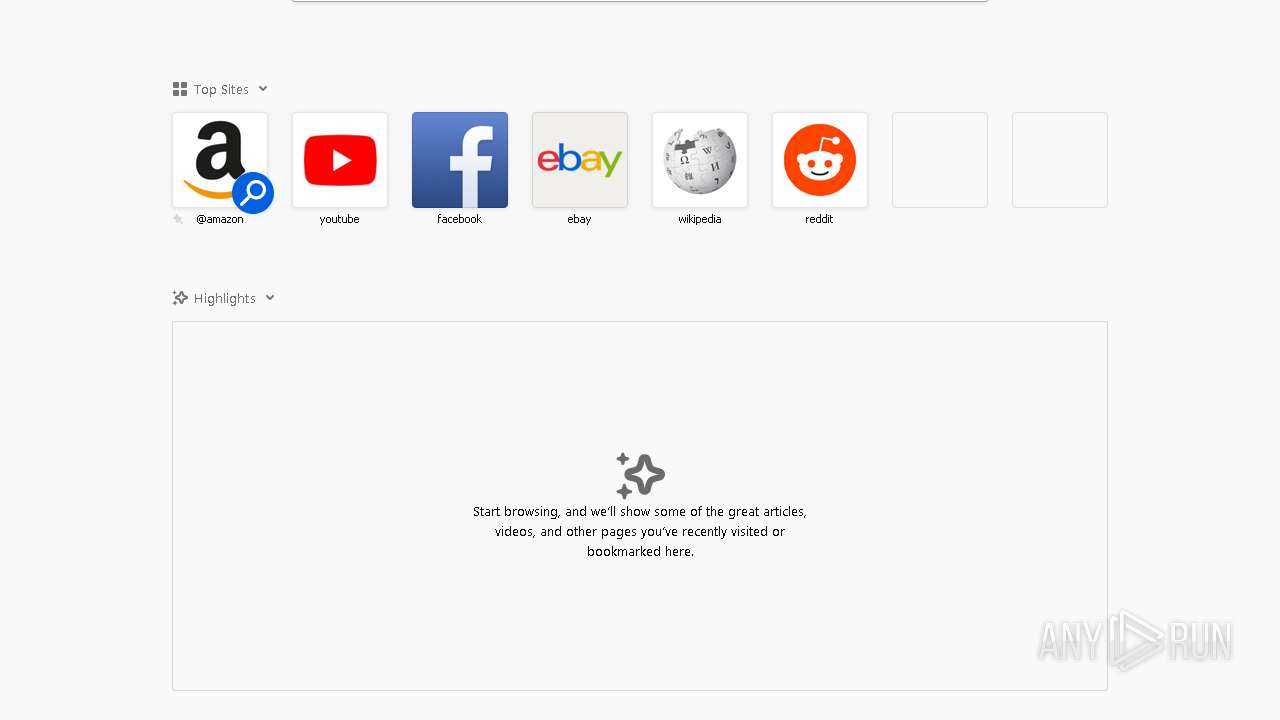 Top Sites
ebay
@amazon
youtube
facebook
ebay
wikipedia
reddit
Highlights
Start browsing, and we'll show some of the great articles,
videos, and other pages you've recently visited or
bookmarked here.
ANY RUN